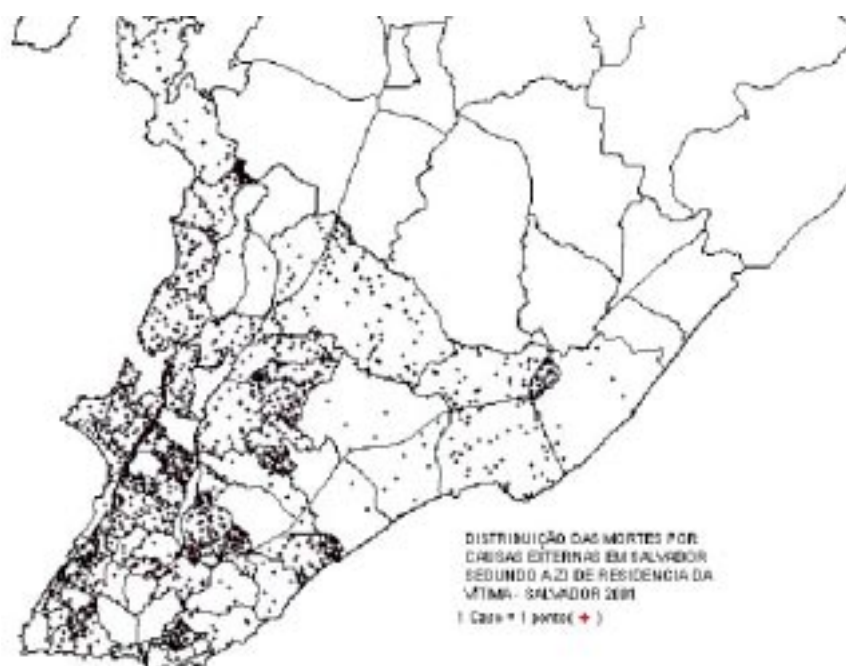 DISTRIBUIÇÃO DAS MORTES POR
CAUSAS EXTERNAS EM SALVADOR
SEGUNDO A ZI DE RESIDENCIA DA
VÍTIMA - SALVADOR 2001
1 Caso = 1 ponto( + )